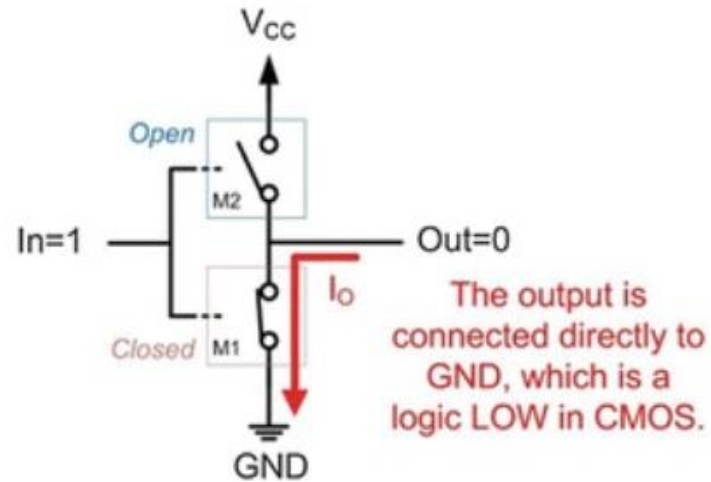 VCC
Open
M2
In=1
Out=0
IO
Closed
M1
The output is
connected directly to
GND, which is a
logic LOW in CMOS.
GND